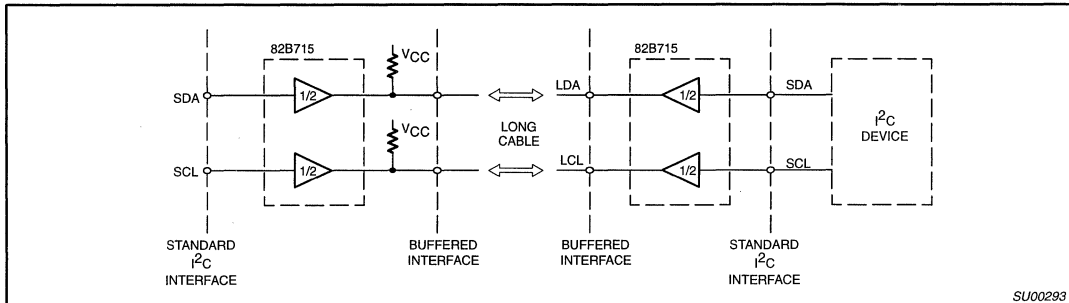 82B715
VCC
82B715
SDA
1/2
LDA
1/2
SDA
LONG
CABLE
I2C
DEVICE
VCC
SCL
1/2
LCL
1/2
SCL
STANDARD
I2C
INTERFACE
BUFFERED
INTERFACE
BUFFERED
INTERFACE
STANDARD
I2C
INTERFACE
SU00293